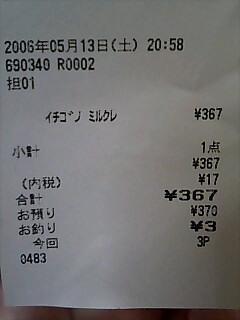 2006年05月13日(土) 20:58
690340 R0002
担01
イチゴノ ミルクレ ¥367
小計 1点
¥367
(内税) ¥17
合計 ¥367
お預り ¥370
お釣り ¥3
今回 3P
0483